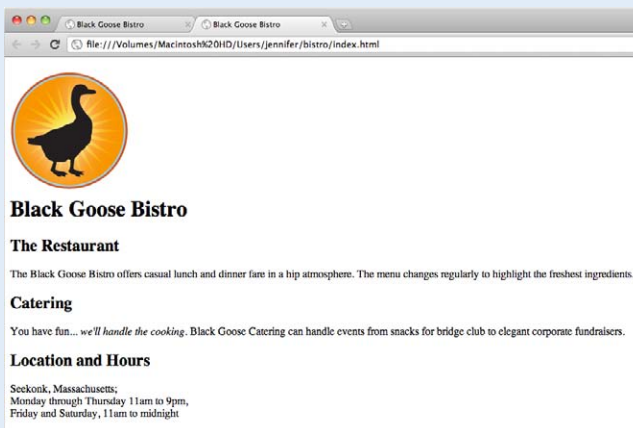 Black Goose Bistro
Black Goose Bistro
file:///Volumes/Macintosh%20HD/Users/jennifer/bistro/index.html
Black Goose Bistro
The Restaurant
The Black Goose Bistro offers casual lunch and dinner fare in a hip atmosphere. The menu changes regularly to highlight the freshest ingredients.
Catering
You have fun... we'll handle the cooking. Black Goose Catering can handle events from snacks for bridge club to elegant corporate fundraisers.
Location and Hours
Seekonk, Massachusetts;
Monday through Thursday 11am to 9pm,
Friday and Saturday, 11am to midnight